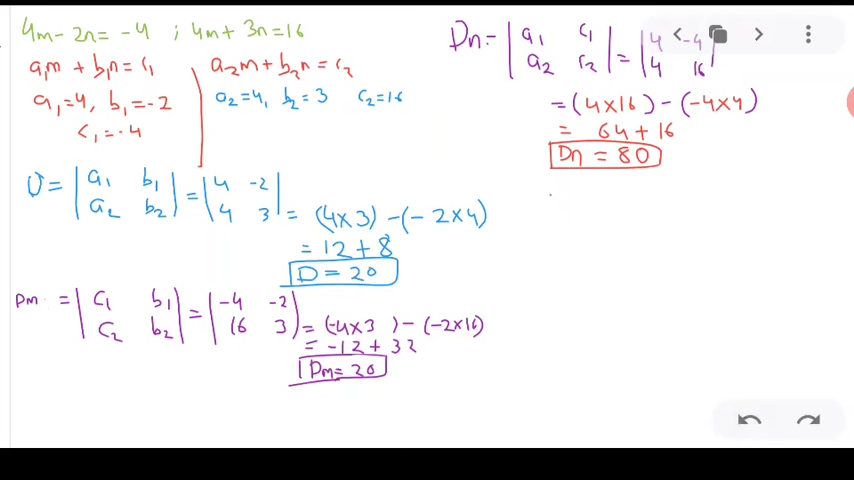 4m - 2n = -4 ; 4m + 3n = 16
a₁m + b₁n = c₁
a₁ = 4, b₁ = -2
c₁ = -4
a₂m + b₂n = c₂
a₂ = 4, b₂ = 3 c₂ = 16
D = | a₁ b₁ | = | 4 -2 |
| a₂ b₂ | | 4 3 | = (4 x 3) - (- 2 x 4)
= 12 + 8
D = 20
Dm = | c₁ b₁ | = | -4 -2 |
| c₂ b₂ | | 16 3 | = (-4 x 3 ) - (-2 x 16)
= -12 + 32
Dm = 20
Dn = | a₁ c₁ | = | 4 -4 |
| a₂ c₂ | | 4 16 |
= (4 x 16) - (-4 x 4)
= 64 + 16
Dn = 80